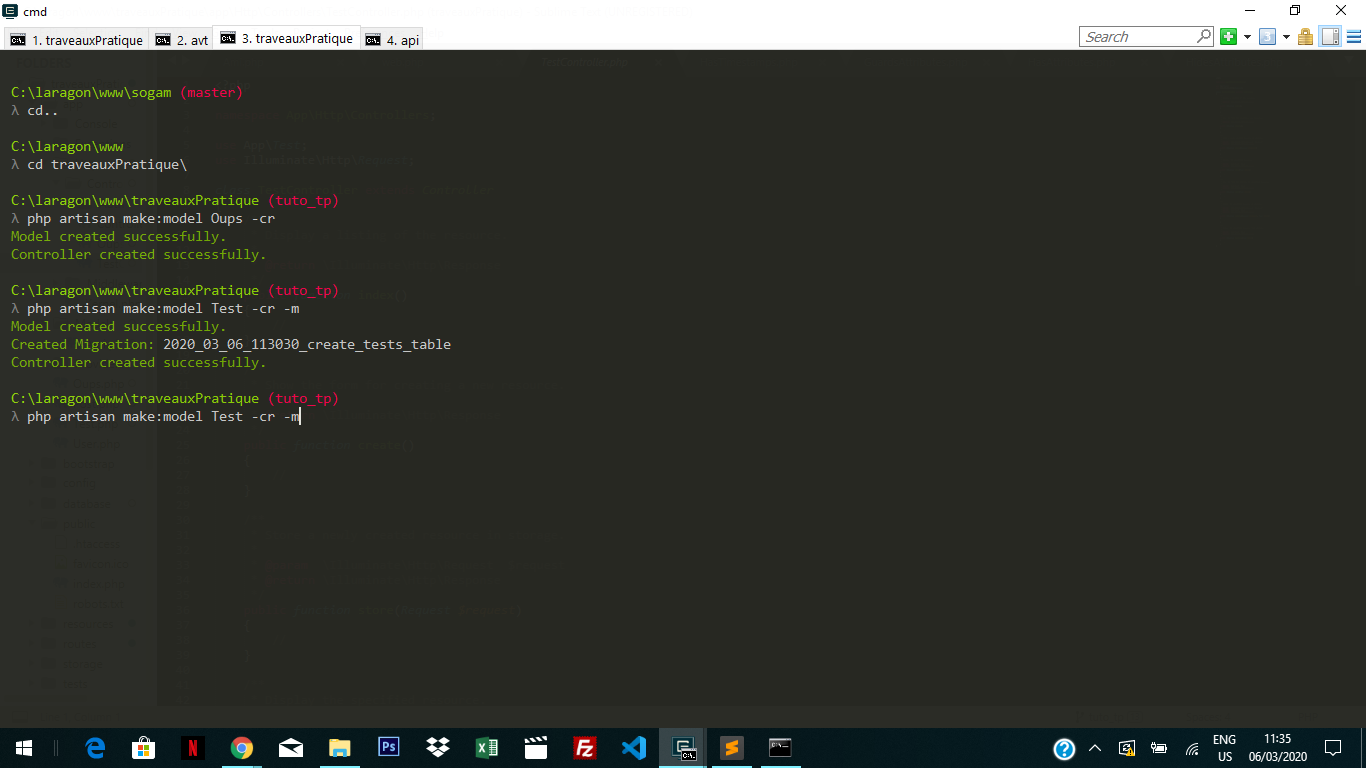 cmd
1. traveauxPratique
2. avt
3. traveauxPratique
4. api
Search
C:\laragon\www\sogam (master)
λ cd..
C:\laragon\www
λ cd traveauxPratique\
C:\laragon\www\traveauxPratique (tuto_tp)
λ php artisan make:model Oups -cr
Model created successfully.
Controller created successfully.
C:\laragon\www\traveauxPratique (tuto_tp)
λ php artisan make:model Test -cr -m
Model created successfully.
Created Migration: 2020_03_06_113030_create_tests_table
Controller created successfully.
C:\laragon\www\traveauxPratique (tuto_tp)
λ php artisan make:model Test -cr -m
ENG
US
11:35
06/03/2020